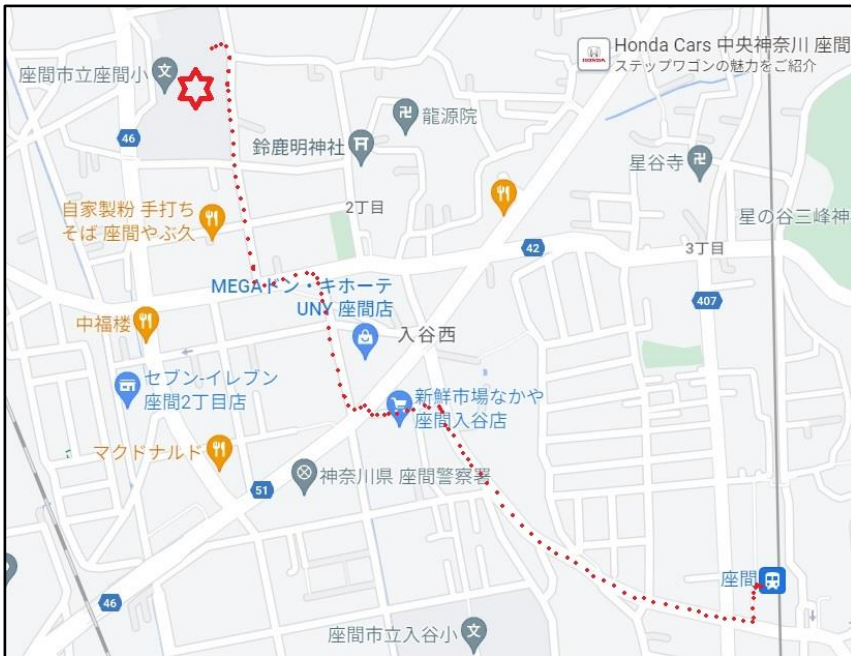 Honda Cars 中央神奈川 座間
ステップワゴンの魅力をご紹介
HONDA
座間市立座間小
文
46
龍源院
鈴鹿明神社
星谷寺
自家製粉 手打ち
そば 座間やぶ久
2丁目
星の谷三峰神
42
3丁目
MEGAドン・キホーテ
UNY 座間店
407
中福楼
入谷西
セブン-イレブン
座間2丁目店
新鮮市場なかや
座間入谷店
マクドナルド
神奈川県 座間警察署
51
座間
46
座間市立入谷小
文